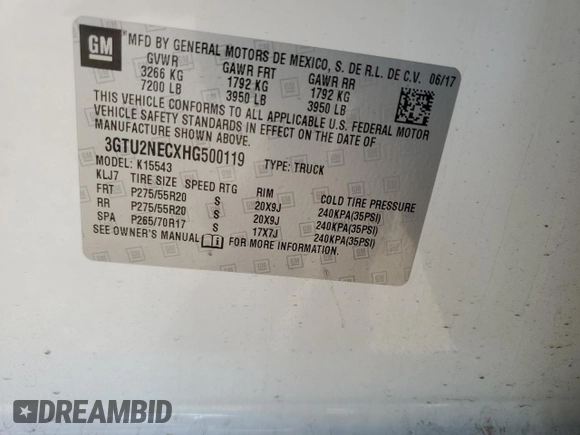 GM
MFD BY GENERAL MOTORS DE MEXICO, S. DE R.L. DE C.V. 06/17
GVWR GAWR FRT GAWR RR
3266 KG 1792 KG 1792 KG
7200 LB 3950 LB 3950 LB
THIS VEHICLE CONFORMS TO ALL APPLICABLE U.S. FEDERAL MOTOR
VEHICLE SAFETY STANDARDS IN EFFECT ON THE DATE OF
MANUFACTURE SHOWN ABOVE.
3GTU2NECXHG500119 TYPE: TRUCK
MODEL: K15543
KLJ7 TIRE SIZE SPEED RTG RIM COLD TIRE PRESSURE
FRT P275/55R20 S 20X9J 240KPA(35PSI)
RR P275/55R20 S 20X9J 240KPA(35PSI)
SPA P265/70R17 S 17X7J 240KPA(35PSI)
SEE OWNER'S MANUAL FOR MORE INFORMATION.
DREAMBID